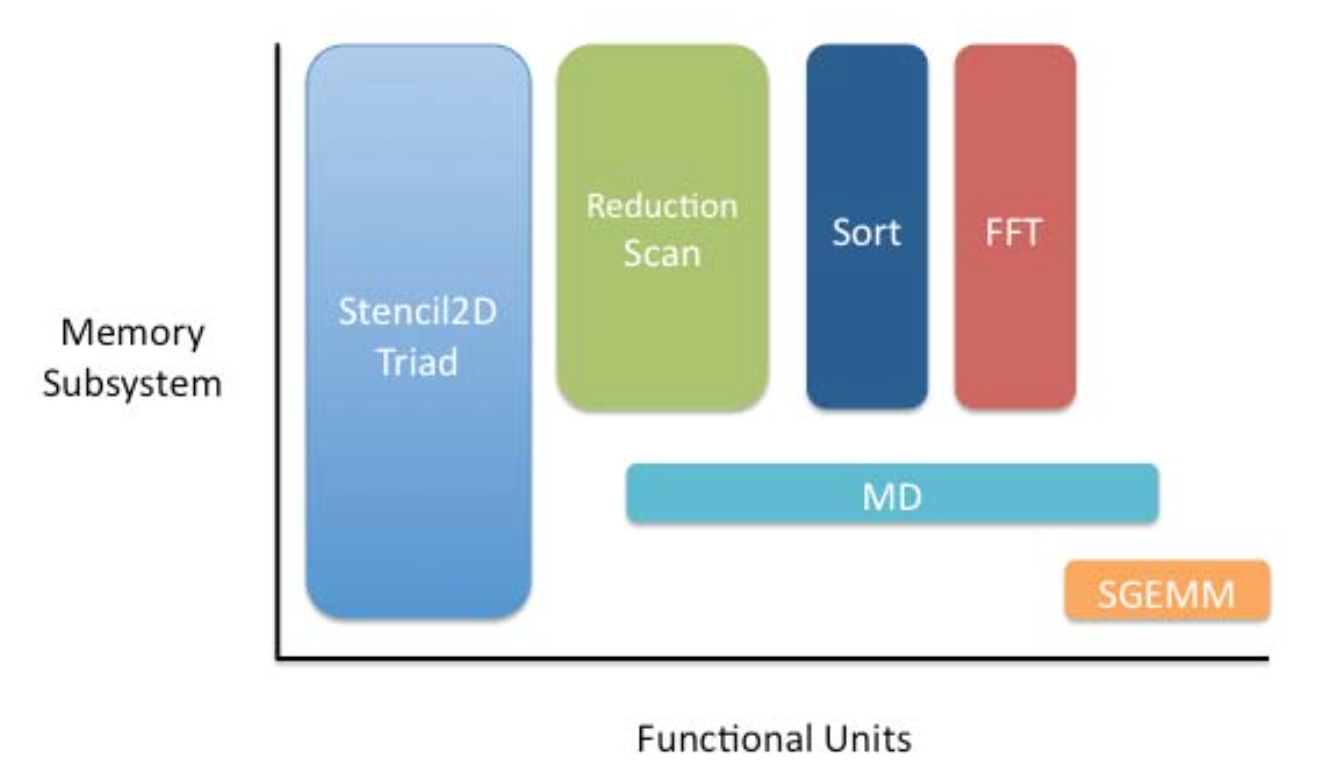 Memory
Subsystem
Stencil2D
Triad
Reduction
Scan
Sort
FFT
MD
SGEMM
Functional Units